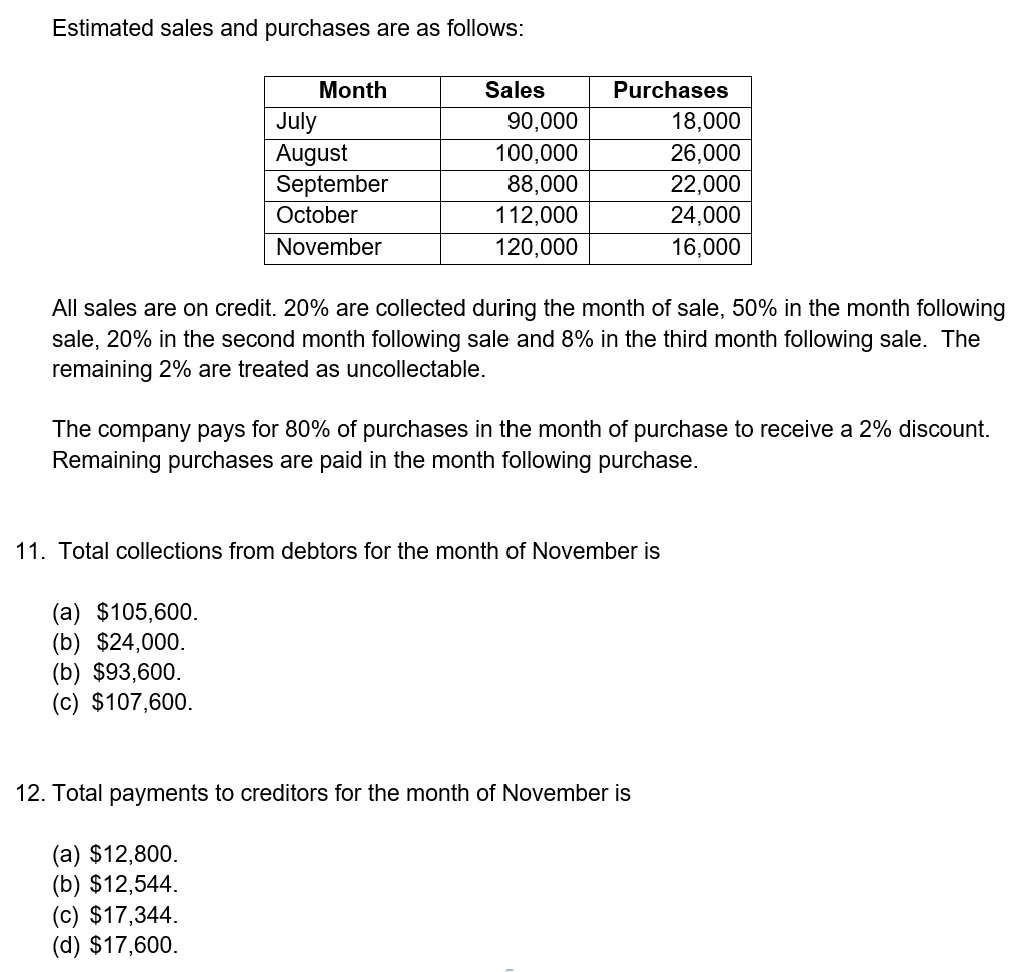 Estimated sales and purchases are as follows:
Month Sales Purchases
July 90,000 18,000
August 100,000 26,000
September 88,000 22,000
October 112,000 24,000
November 120,000 16,000
All sales are on credit. 20% are collected during the month of sale, 50% in the month following
sale, 20% in the second month following sale and 8% in the third month following sale. The
remaining 2% are treated as uncollectable.
The company pays for 80% of purchases in the month of purchase to receive a 2% discount.
Remaining purchases are paid in the month following purchase.
11. Total collections from debtors for the month of November is
(a) $105,600.
(b) $24,000.
(b) $93,600.
(c) $107,600.
12. Total payments to creditors for the month of November is
(a) $12,800.
(b) $12,544.
(c) $17,344.
(d) $17,600.